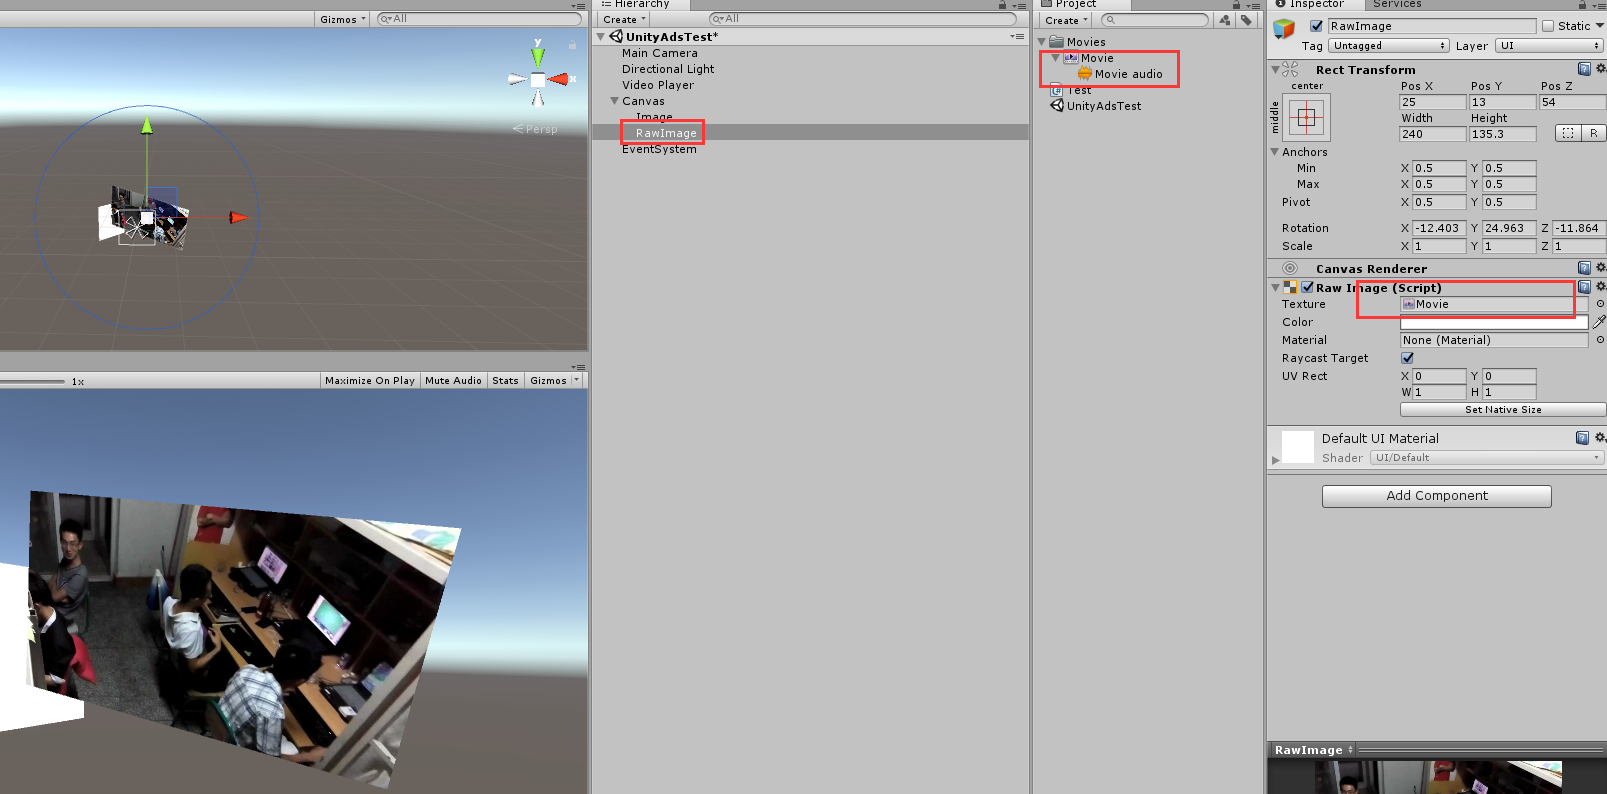 Gizmos
All
Persp
y
x
1x
Maximize On Play
Mute Audio
Stats
Gizmos
Hierarchy
Create
All
UnityAdsTest*
Main Camera
Directional Light
Video Player
Canvas
Image
RawImage
EventSystem
Project
Create
Movies
Movie
Movie audio
Test
UnityAdsTest
Inspector
Services
RawImage
Static
Tag Untagged
Layer UI
Rect Transform
center
middle
Pos X Pos Y Pos Z
25 13 54
Width Height
240 135.3
R
Anchors
Min X 0.5 Y 0.5
Max X 0.5 Y 0.5
Pivot X 0.5 Y 0.5
Rotation X -12.403 Y 24.963 Z -11.864
Scale X 1 Y 1 Z 1
Canvas Renderer
Raw Image (Script)
Texture Movie
Color
Material None (Material)
Raycast Target
UV Rect X 0 Y 0
W 1 H 1
Set Native Size
Default UI Material
Shader UI/Default
Add Component
RawImage